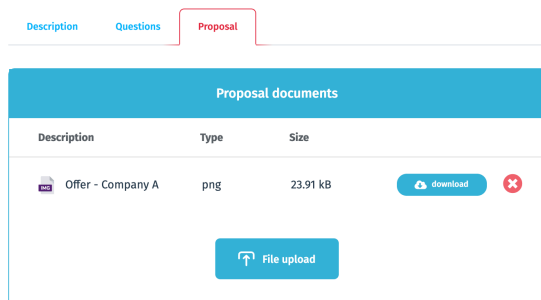 Description Questions Proposal
Proposal documents
Description Type Size
IMG Offer - Company A png 23.91 kB download
File upload